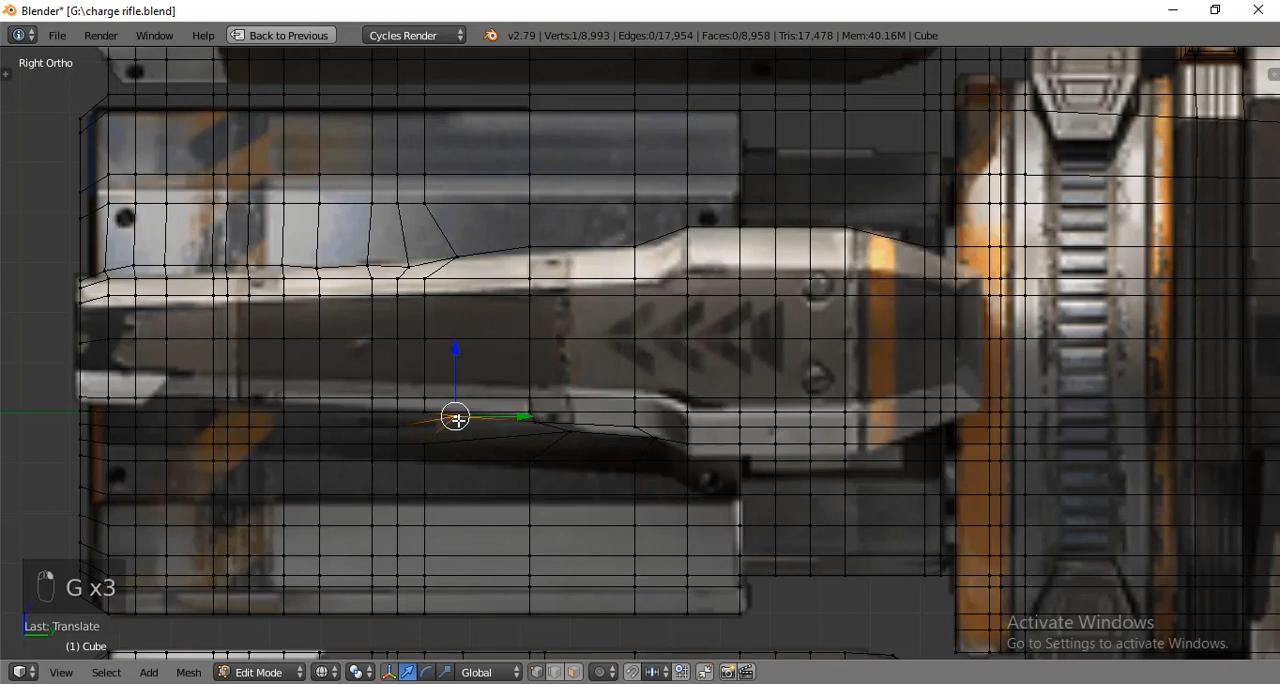 Blender* [G:\charge rifle.blend]
File Render Window Help Back to Previous Cycles Render v2.79 | Verts:1/8,993 | Edges:0/17,954 | Faces:0/8,958 | Tris:17,478 | Mem:40.16M | Cube
Right Ortho
G x3
Last: Translate
(1) Cube
Activate Windows
Go to Settings to activate Windows.
View Select Add Mesh Edit Mode Global